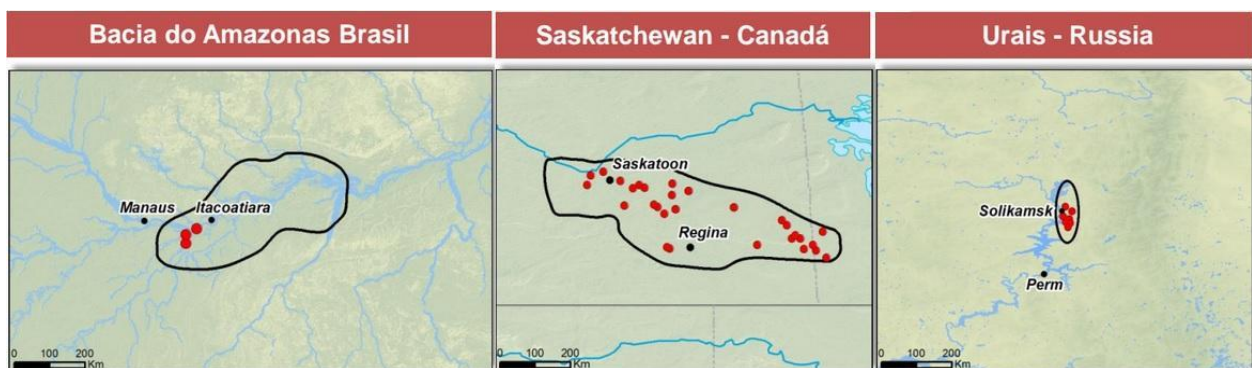 Bacia do Amazonas Brasil
Manaus
Itacoatiara
0 100 200
Km
Saskatchewan - Canadá
Saskatoon
Regina
0 100 200
Km
Urais - Russia
Solikamsk
Perm
0 100 200
Km